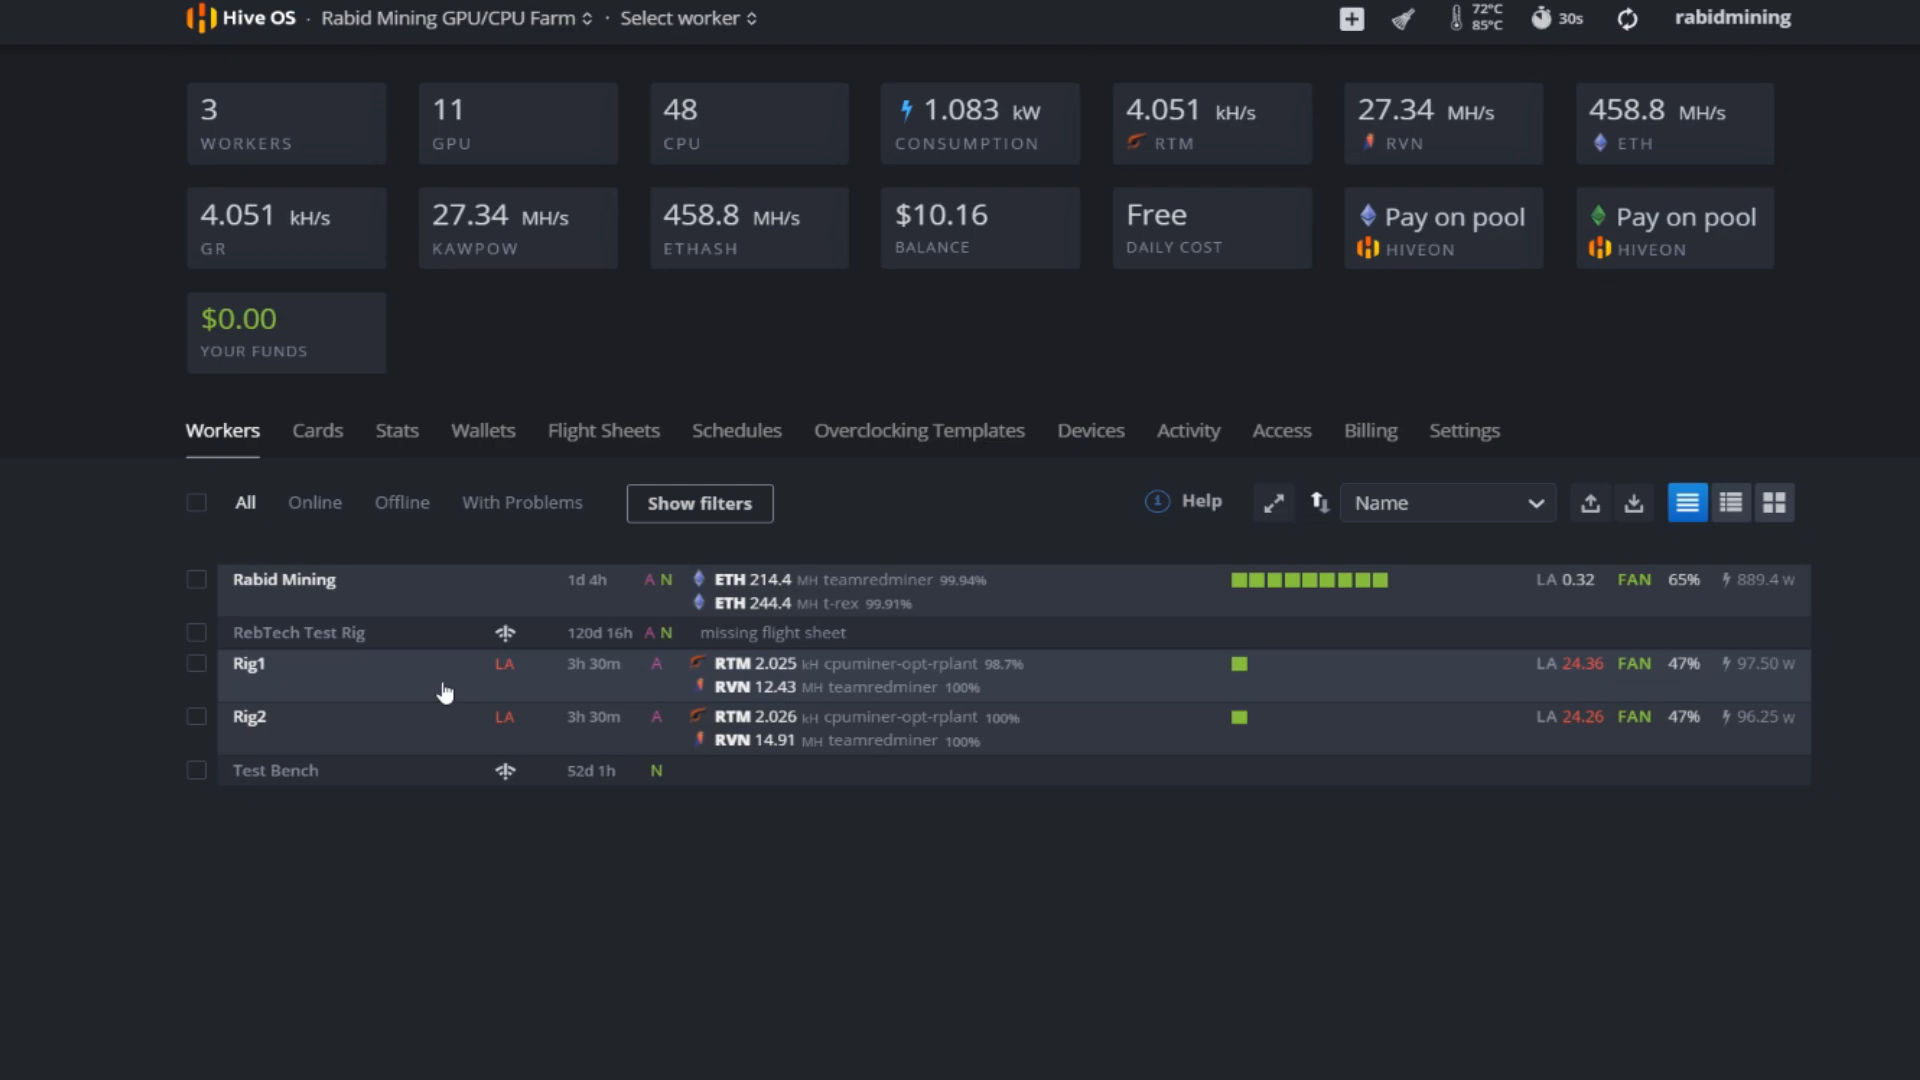 Hive OS · Rabid Mining GPU/CPU Farm · Select worker 72°C 85°C 30s rabidmining
3 11 48 1.083 kW 4.051 kH/s 27.34 MH/s 458.8 MH/s
WORKERS GPU CPU CONSUMPTION RTM RVN ETH
4.051 kH/s 27.34 MH/s 458.8 MH/s $10.16 Free Pay on pool Pay on pool
GR KAWPOW ETHASH BALANCE DAILY COST HIVEON HIVEON
$0.00
YOUR FUNDS
Workers Cards Stats Wallets Flight Sheets Schedules Overclocking Templates Devices Activity Access Billing Settings
All Online Offline With Problems Show filters Help Name
Rabid Mining 1d 4h A N ETH 214.4 MH teamredminer 99.94% LA 0.32 FAN 65% 889.4 w
ETH 244.4 MH t-rex 99.91%
RebTech Test Rig 120d 16h A N missing flight sheet
Rig1 LA 3h 30m A RTM 2.025 kH cpuminer-opt-rplant 98.7% LA 24.36 FAN 47% 97.50 w
RVN 12.43 MH teamredminer 100%
Rig2 LA 3h 30m A RTM 2.026 kH cpuminer-opt-rplant 100% LA 24.26 FAN 47% 96.25 w
RVN 14.91 MH teamredminer 100%
Test Bench 52d 1h N